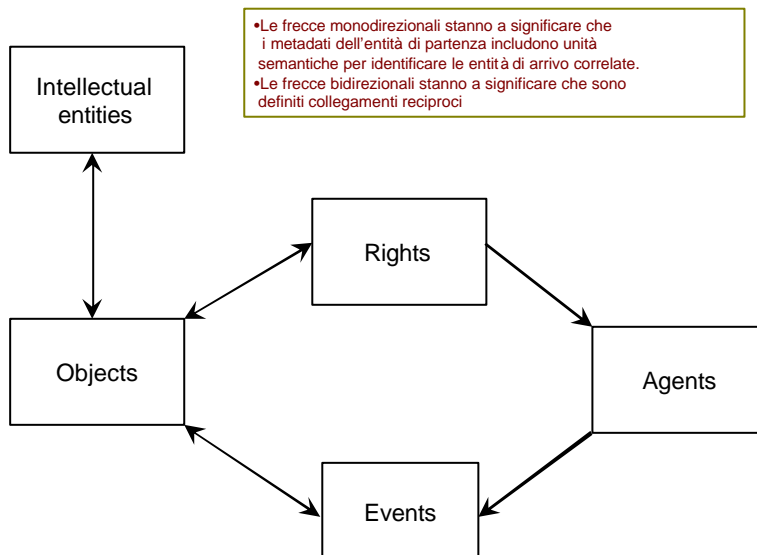 •Le frecce monodirezionali stanno a significare che
i metadati dell'entità di partenza includono unità
semantiche per identificare le entità di arrivo correlate.
•Le frecce bidirezionali stanno a significare che sono
definiti collegamenti reciproci
Intellectual
entities
Rights
Objects
Agents
Events